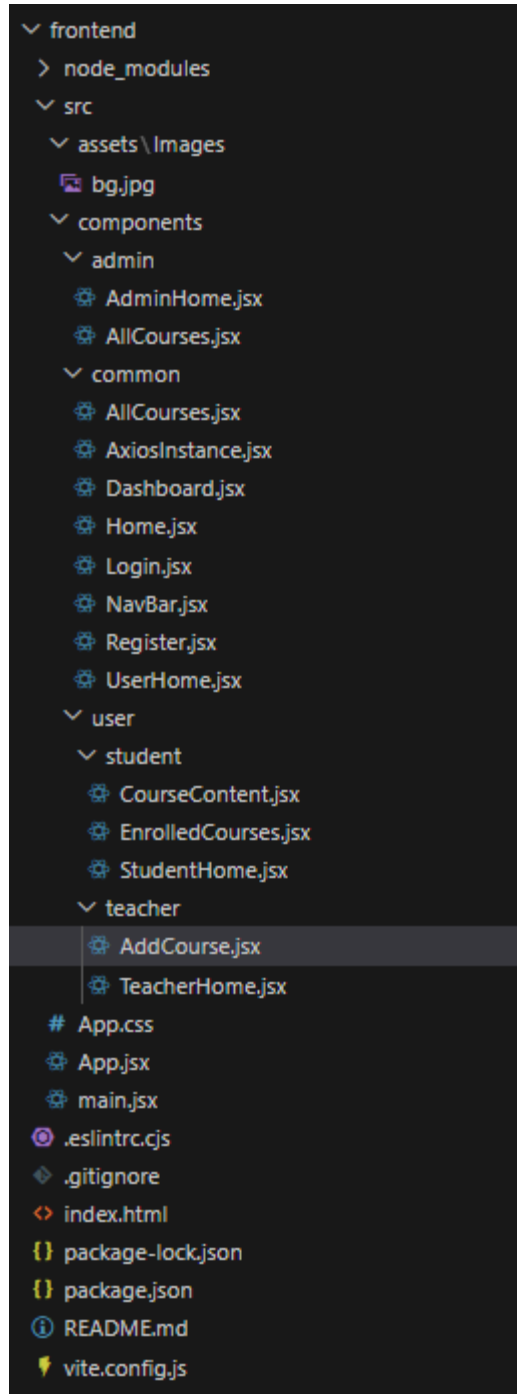 frontend
node_modules
src
assets\Images
bg.jpg
components
admin
AdminHome.jsx
AllCourses.jsx
common
AllCourses.jsx
AxiosInstance.jsx
Dashboard.jsx
Home.jsx
Login.jsx
NavBar.jsx
Register.jsx
UserHome.jsx
user
student
CourseContent.jsx
EnrolledCourses.jsx
StudentHome.jsx
teacher
AddCourse.jsx
TeacherHome.jsx
# App.css
App.jsx
main.jsx
.eslintrc.cjs
.gitignore
<> index.html
{} package-lock.json
{} package.json
README.md
vite.config.js